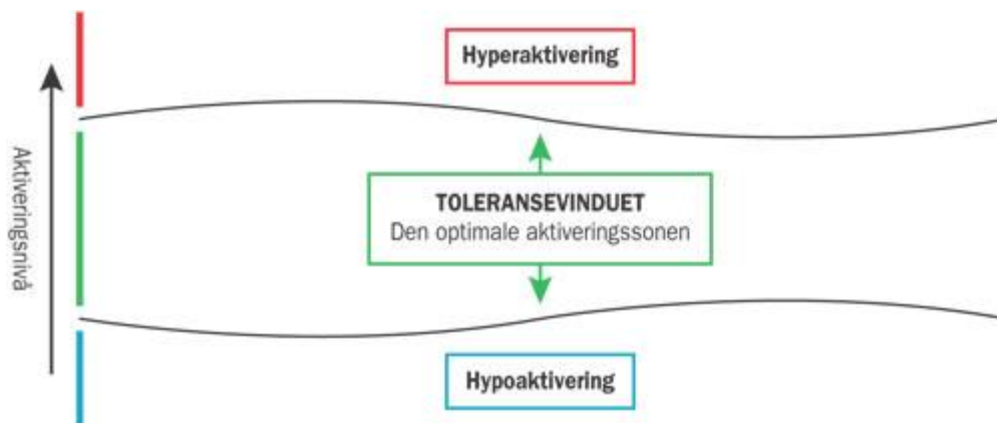 Hyperaktivering
Aktiveringsnivå
TOLERANSEVINDUET
Den optimale aktiveringssonen
Hypoaktivering